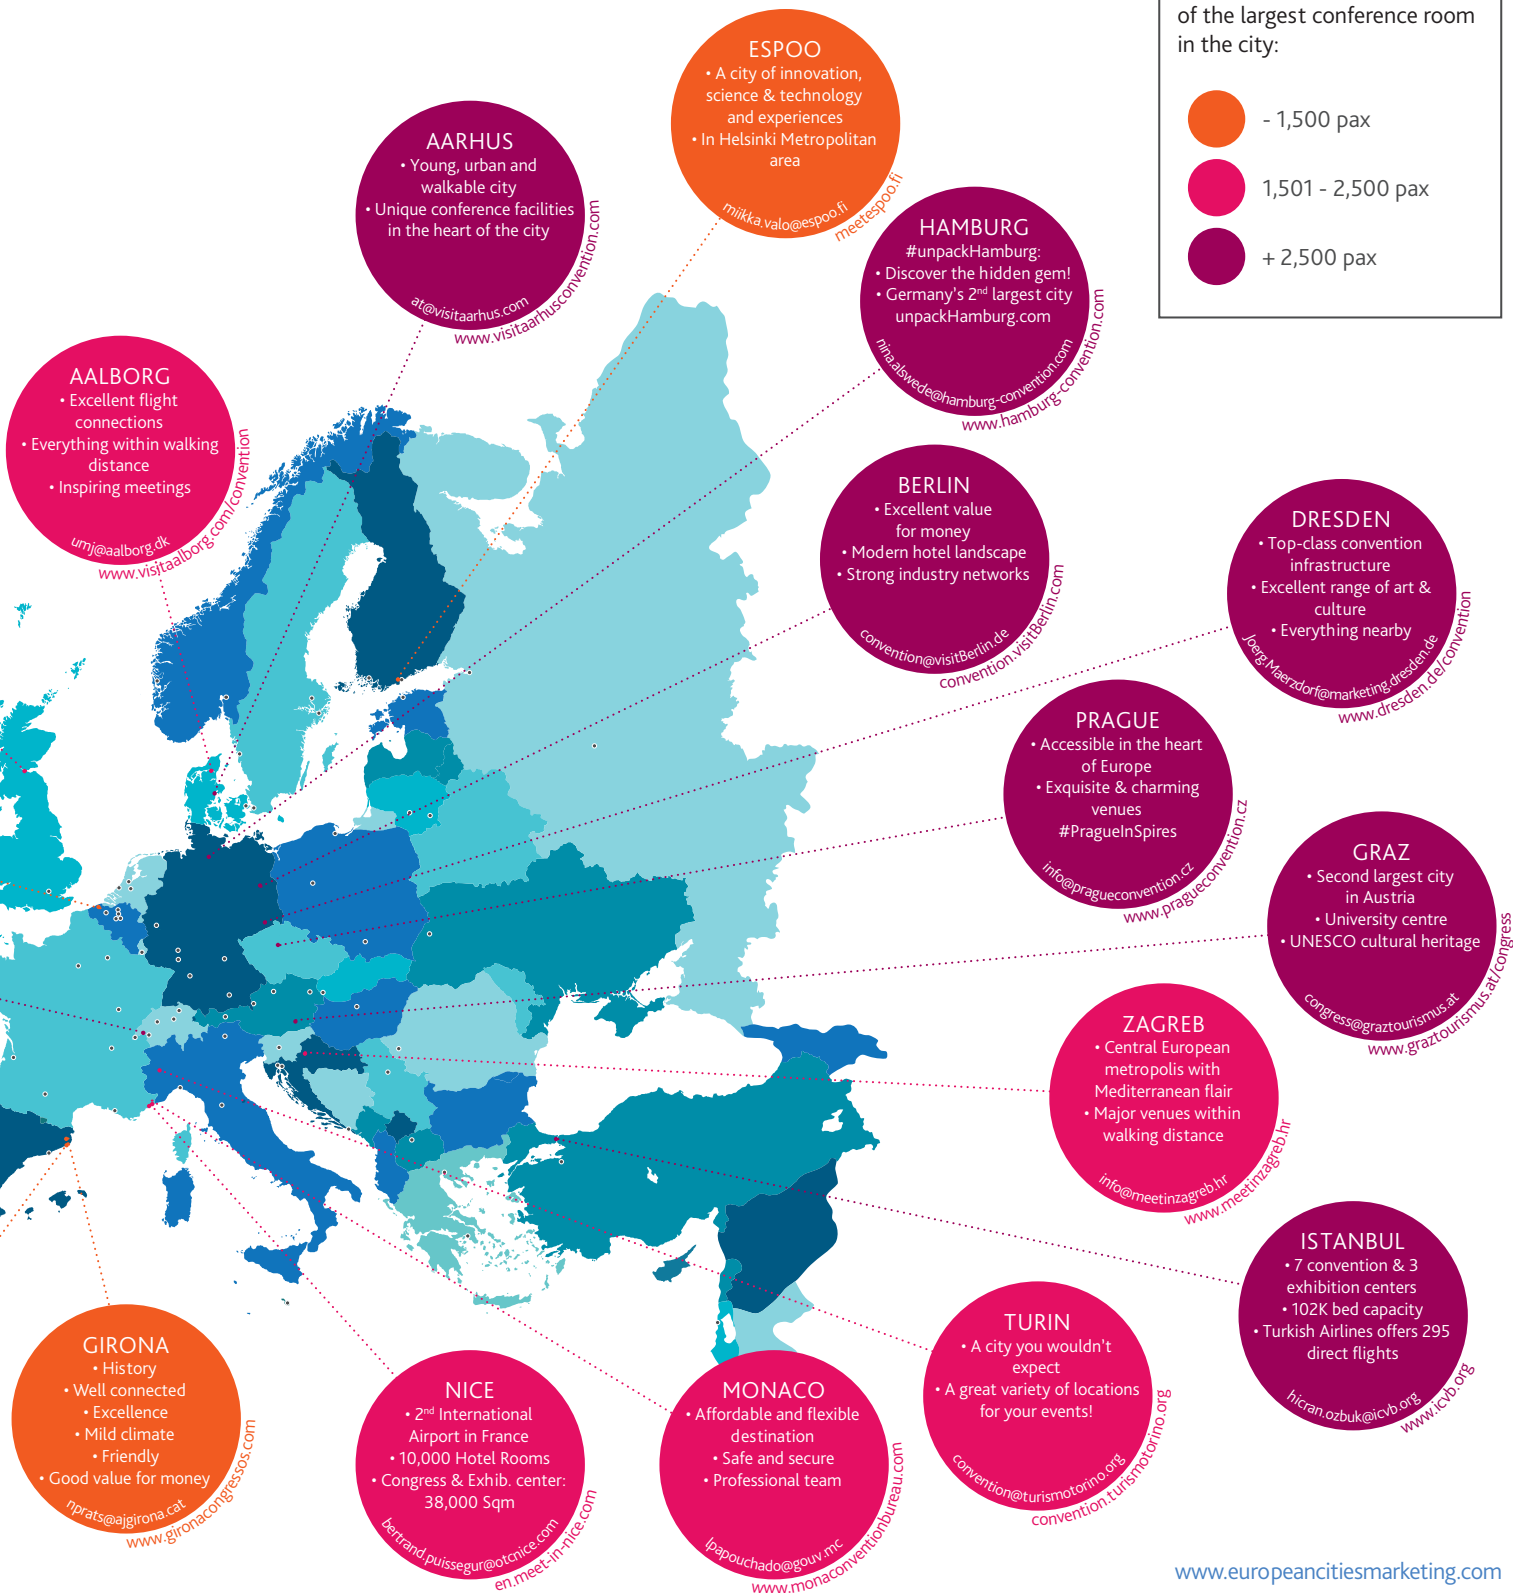 of the largest conference room
in the city:
- 1,500 pax
1,501 - 2,500 pax
+ 2,500 pax
ESPOO
• A city of innovation,
science & technology
and experiences
• In Helsinki Metropolitan
area
miikka.valo@espoo.fi
meetespoo.fi
AARHUS
• Young, urban and
walkable city
• Unique conference facilities
in the heart of the city
at@visitaarhus.com
www.visitaarhusconvention.com
HAMBURG
#unpackHamburg:
• Discover the hidden gem!
• Germany's 2nd largest city
unpackHamburg.com
nina.alswede@hamburg-convention.com
www.hamburg-convention.com
AALBORG
• Excellent flight
connections
• Everything within walking
distance
• Inspiring meetings
umj@aalborg.dk
www.visitaalborg.com/convention
BERLIN
• Excellent value
for money
• Modern hotel landscape
• Strong industry networks
convention@visitBerlin.de
convention.visitBerlin.com
DRESDEN
• Top-class convention
infrastructure
• Excellent range of art &
culture
• Everything nearby
Joerg.Maerzdorf@marketing.dresden.de
www.dresden.de/convention
PRAGUE
• Accessible in the heart
of Europe
• Exquisite & charming
venues
#PragueInSpires
info@pragueconvention.cz
www.pragueconvention.cz
GRAZ
• Second largest city
in Austria
• University centre
• UNESCO cultural heritage
congress@graztourismus.at
www.graztourismus.at/congress
ZAGREB
• Central European
metropolis with
Mediterranean flair
• Major venues within
walking distance
info@meetinzagreb.hr
www.meetinzagreb.hr
ISTANBUL
• 7 convention & 3
exhibition centers
• 102K bed capacity
• Turkish Airlines offers 295
direct flights
hicran.ozbuk@icvb.org
www.icvb.org
GIRONA
• History
• Well connected
• Excellence
• Mild climate
• Friendly
• Good value for money
nprats@ajgirona.cat
www.gironacongressos.com
NICE
• 2nd International
Airport in France
• 10,000 Hotel Rooms
• Congress & Exhib. center:
38,000 Sqm
bertrand.puissegur@otcnice.com
en.meet-in-nice.com
MONACO
• Affordable and flexible
destination
• Safe and secure
• Professional team
lpapouchado@gouv.mc
www.monaconventionbureau.com
TURIN
• A city you wouldn't
expect
• A great variety of locations
for your events!
convention@turismotorino.org
convention.turismotorino.org
www.europeancitiesmarketing.com